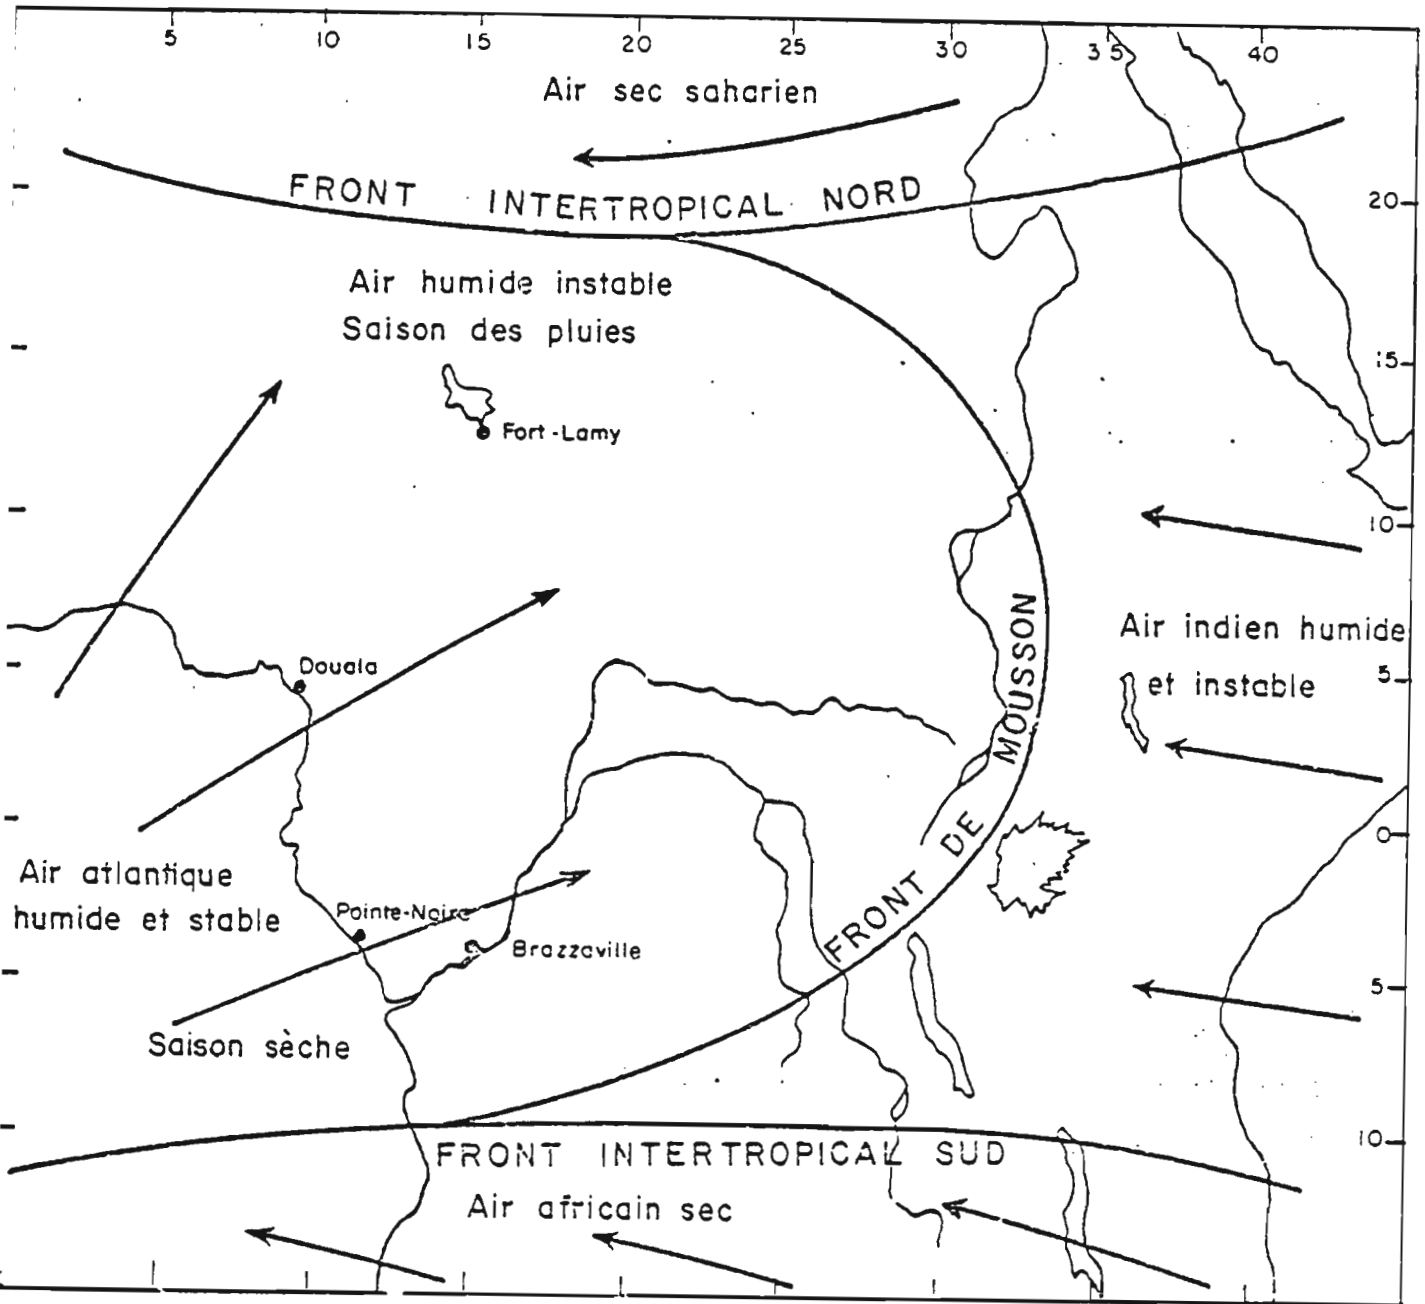 5 10 15 20 25 30 35 40
Air sec saharien
FRONT INTERTROPICAL NORD
20
Air humide instable
Saison des pluies
15
Fort-Lamy
10
Air indien humide
et instable
5
Douala
FRONT DE MOUSSON
0
Air atlantique
humide et stable
Pointe-Noire
Brazzaville
5
Saison sèche
10
FRONT INTERTROPICAL SUD
Air africain sec